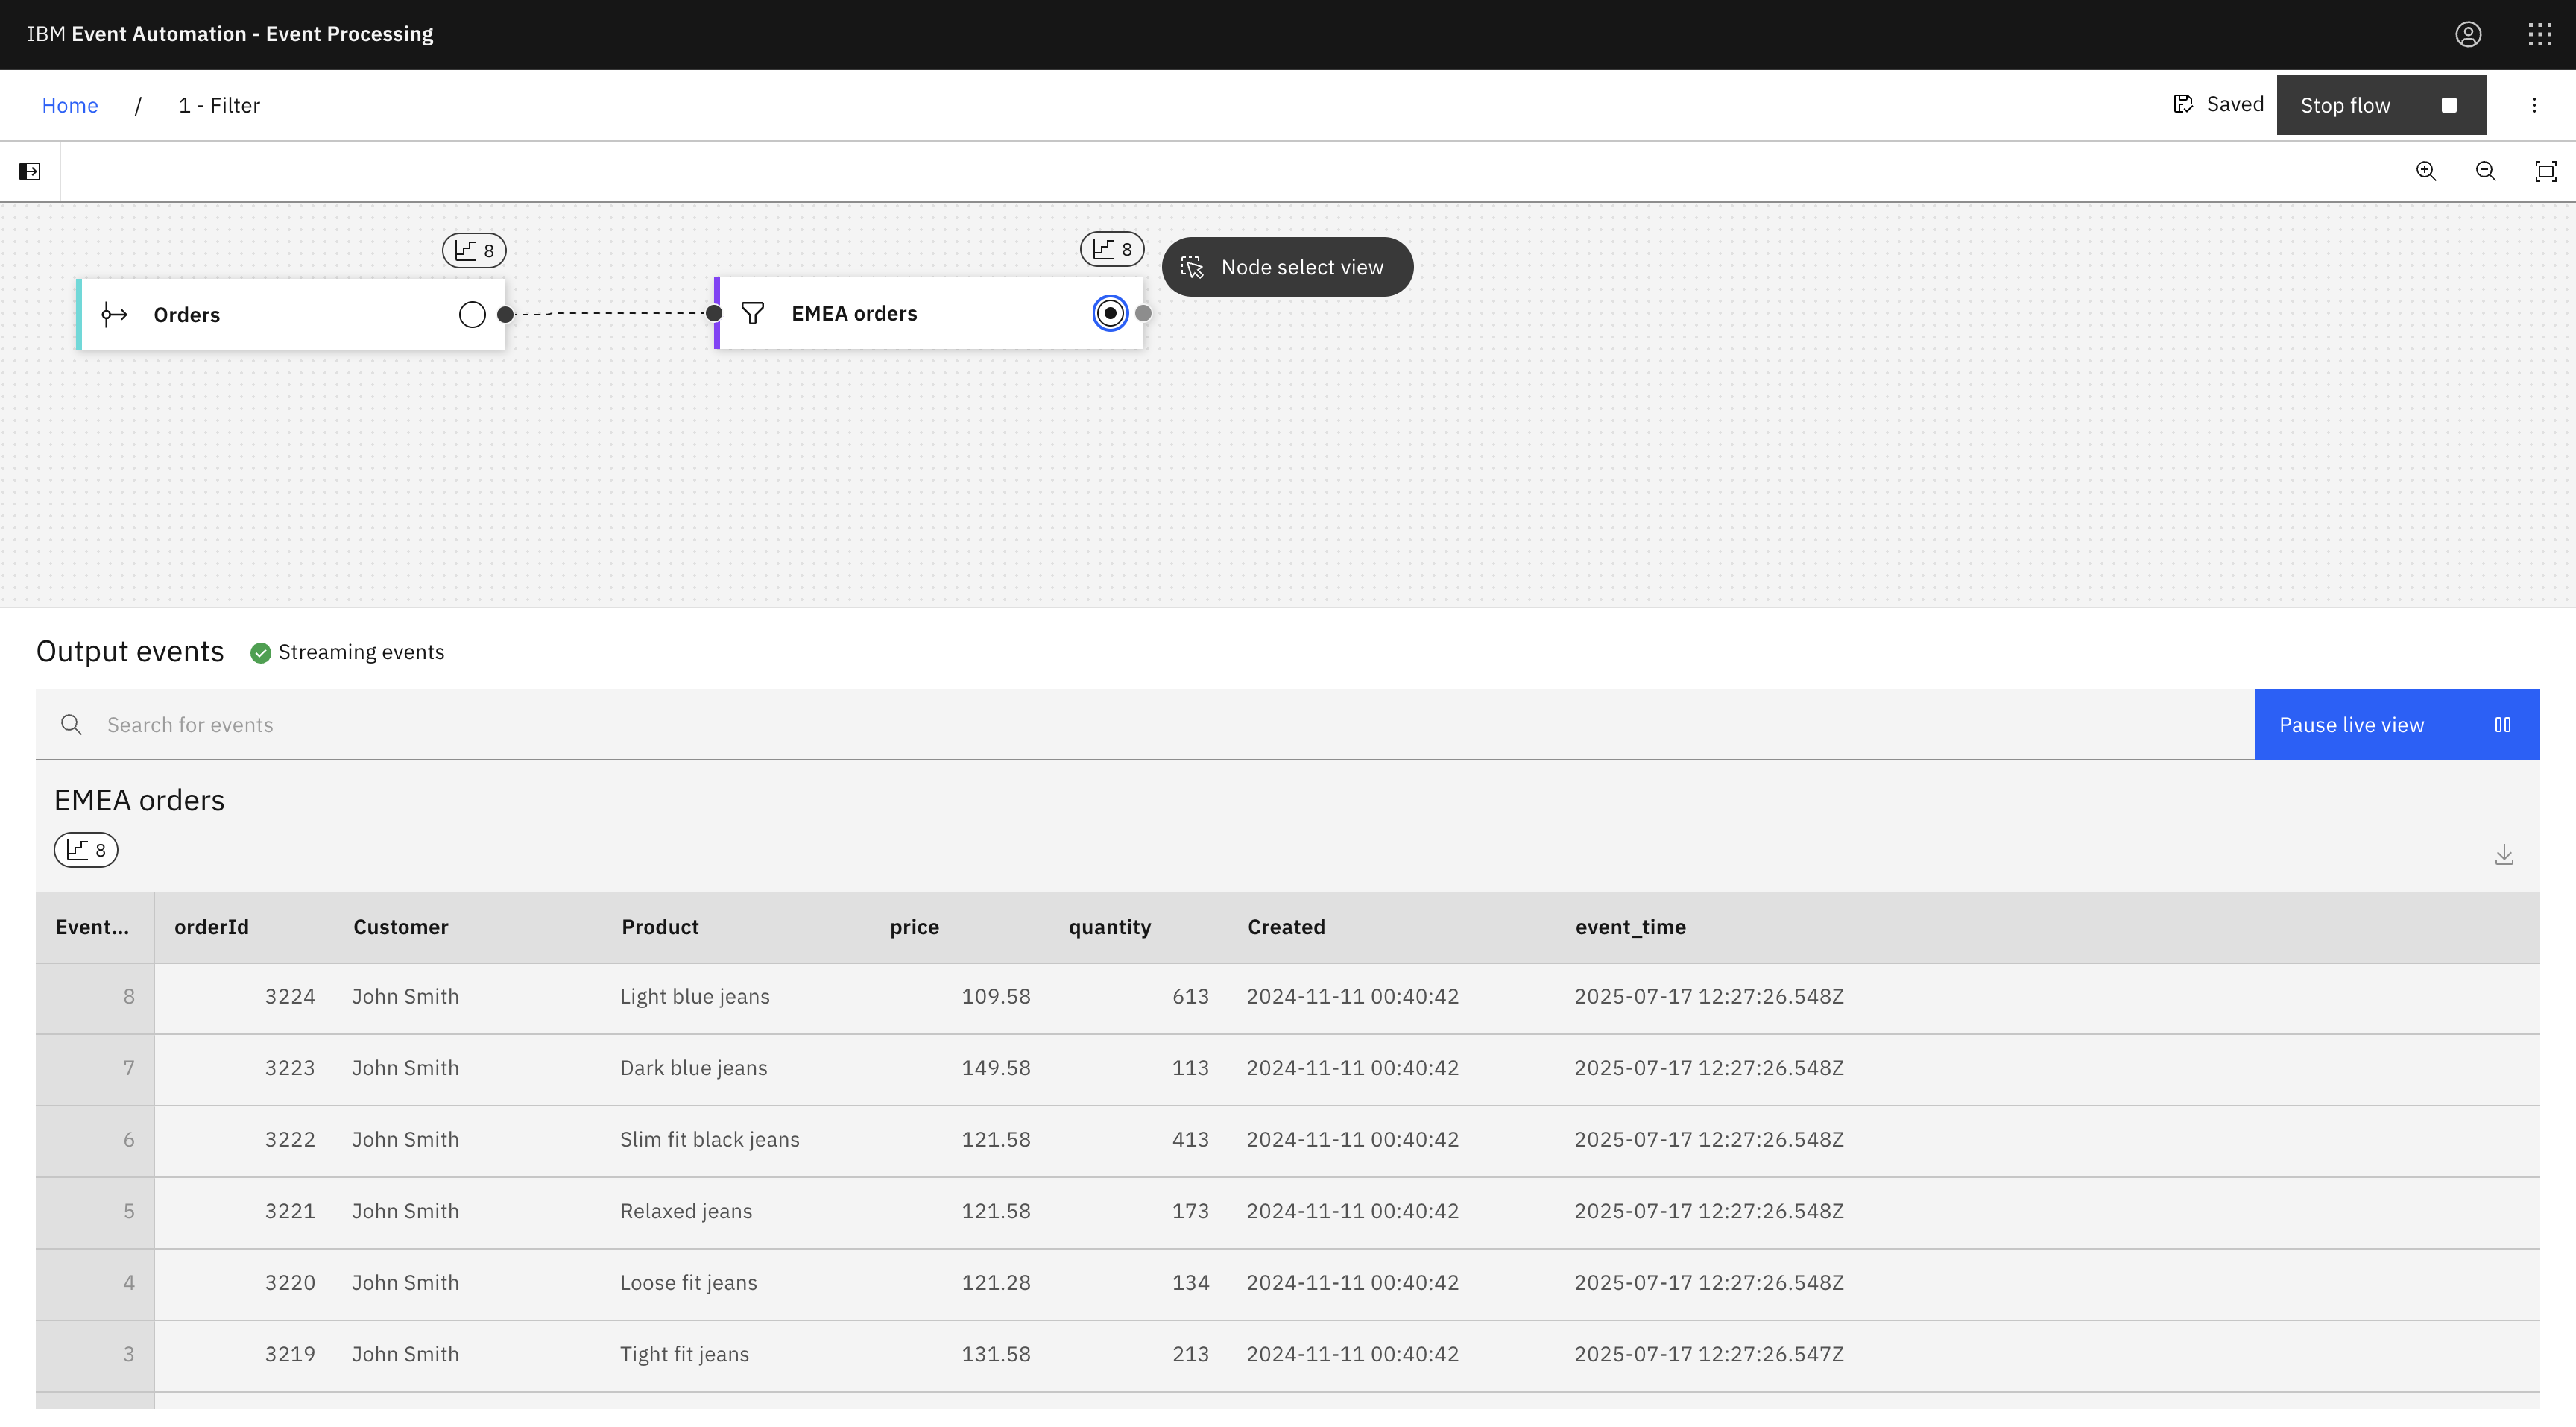 IBM Event Automation - Event Processing
Home / 1 - Filter
Saved
Stop flow
8
8
Node select view
Orders
EMEA orders
Output events
Streaming events
Search for events
Pause live view
EMEA orders
8
Event... orderId Customer Product price quantity Created event_time
8 3224 John Smith Light blue jeans 109.58 613 2024-11-11 00:40:42 2025-07-17 12:27:26.548Z
7 3223 John Smith Dark blue jeans 149.58 113 2024-11-11 00:40:42 2025-07-17 12:27:26.548Z
6 3222 John Smith Slim fit black jeans 121.58 413 2024-11-11 00:40:42 2025-07-17 12:27:26.548Z
5 3221 John Smith Relaxed jeans 121.58 173 2024-11-11 00:40:42 2025-07-17 12:27:26.548Z
4 3220 John Smith Loose fit jeans 121.28 134 2024-11-11 00:40:42 2025-07-17 12:27:26.548Z
3 3219 John Smith Tight fit jeans 131.58 213 2024-11-11 00:40:42 2025-07-17 12:27:26.547Z